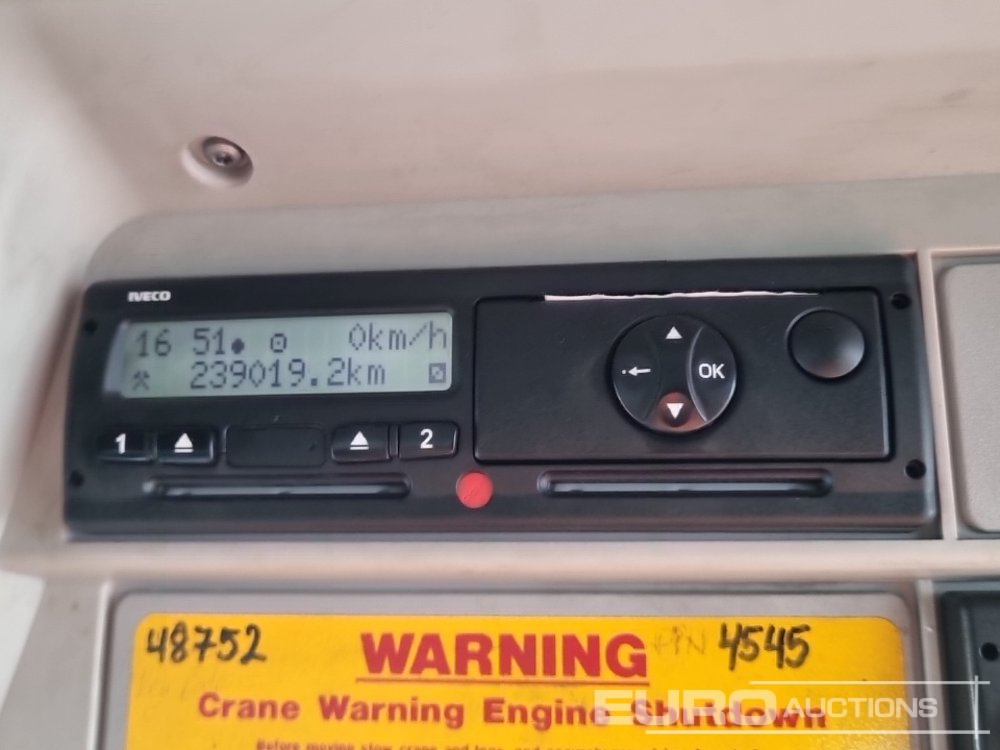 IVECO
16 51 0km/h
239019.2km
1 2
OK
48752 WARNING 4545
Crane Warning Engine Shutdown
EURO AUCTIONS